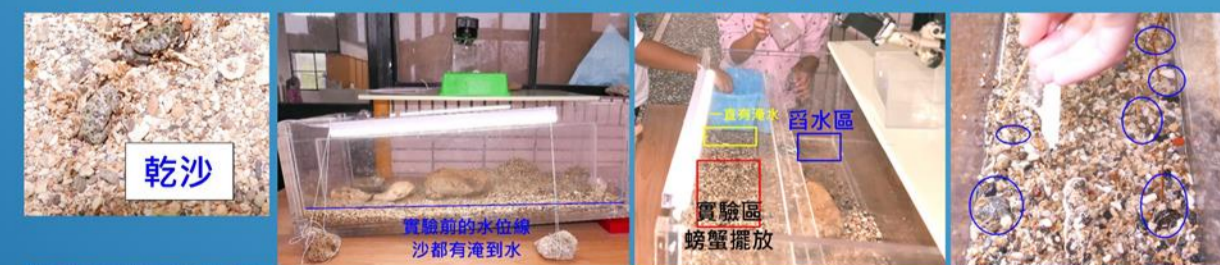 乾沙
實驗前的水位線
沙都有淹到水
一直有淹水
舀水區
實驗區
螃蟹擺放